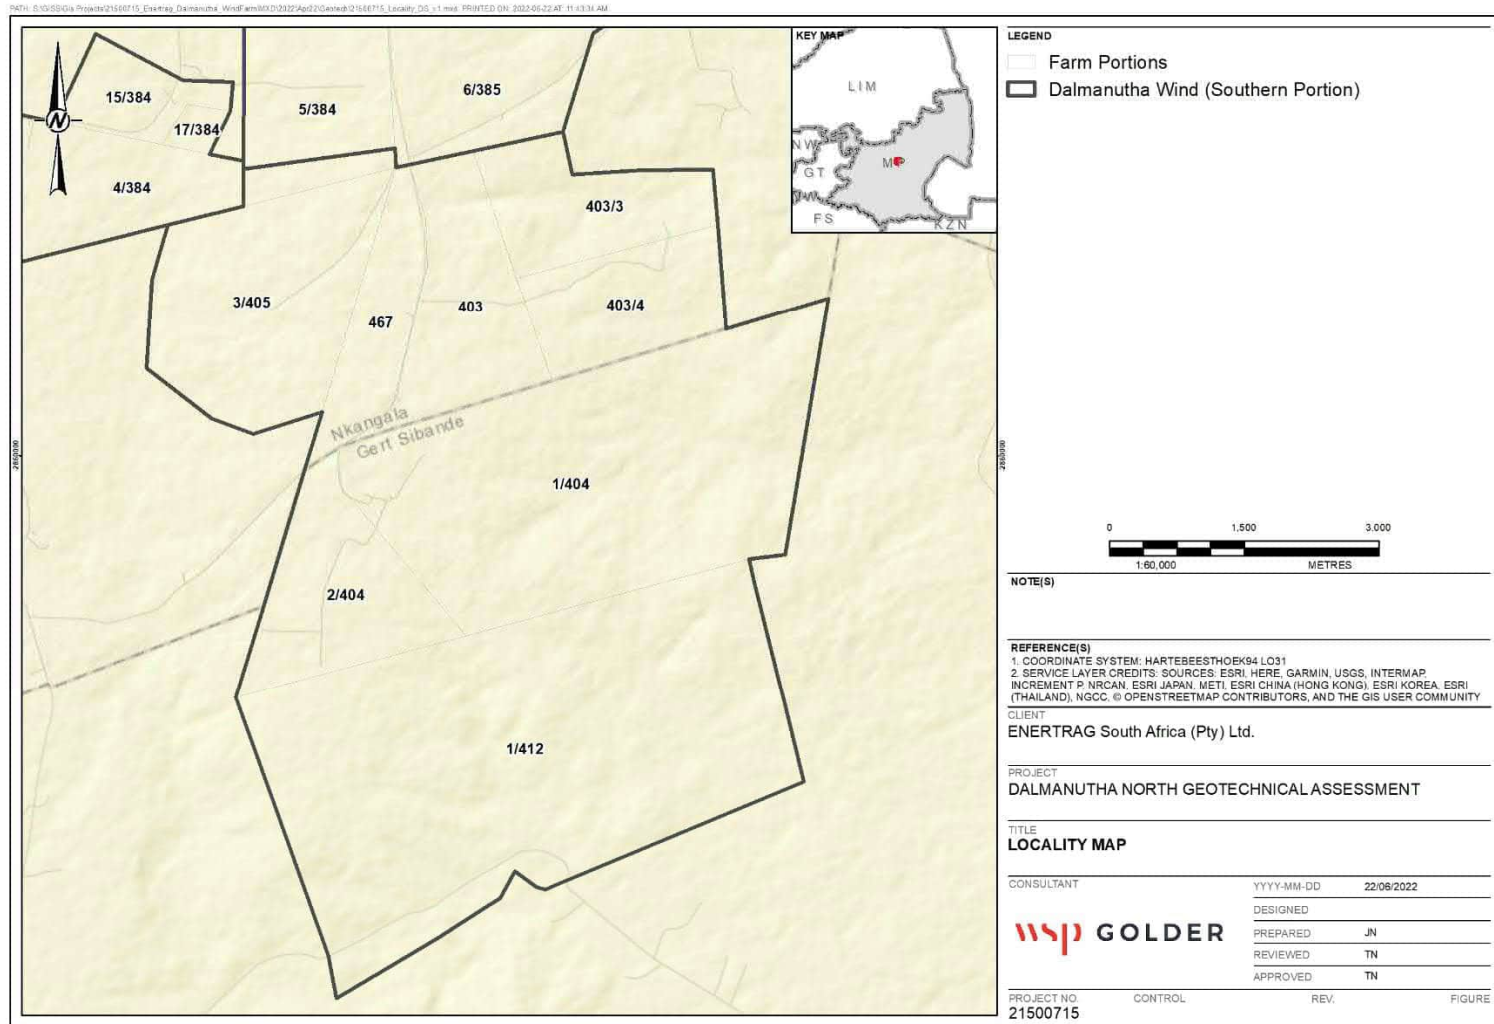 KEY MAP
LIM
NW
GT
MP
FS
KZN
N
15/384
17/384
4/384
5/384
6/385
403/3
3/405
467
403
403/4
Nkangala
Gert Sibande
1/404
2/404
1/412
LEGEND
Farm Portions
Dalmanutha Wind (Southern Portion)
0 1,500 3,000
1:60,000 METRES
NOTE(S)
REFERENCE(S)
1. COORDINATE SYSTEM: HARTEBEESTHOEK94 LO31
2. SERVICE LAYER CREDITS: SOURCES: ESRI, HERE, GARMIN, USGS, INTERMAP,
INCREMENT P, NRCAN, ESRI JAPAN, METI, ESRI CHINA (HONG KONG), ESRI KOREA, ESRI
(THAILAND), NGCC, © OPENSTREETMAP CONTRIBUTORS, AND THE GIS USER COMMUNITY
CLIENT
ENERTRAG South Africa (Pty) Ltd.
PROJECT
DALMANUTHA NORTH GEOTECHNICAL ASSESSMENT
TITLE
LOCALITY MAP
CONSULTANT
wsp GOLDER
YYYY-MM-DD 22/06/2022
DESIGNED
PREPARED JN
REVIEWED TN
APPROVED TN
PROJECT NO. CONTROL REV. FIGURE
21500715